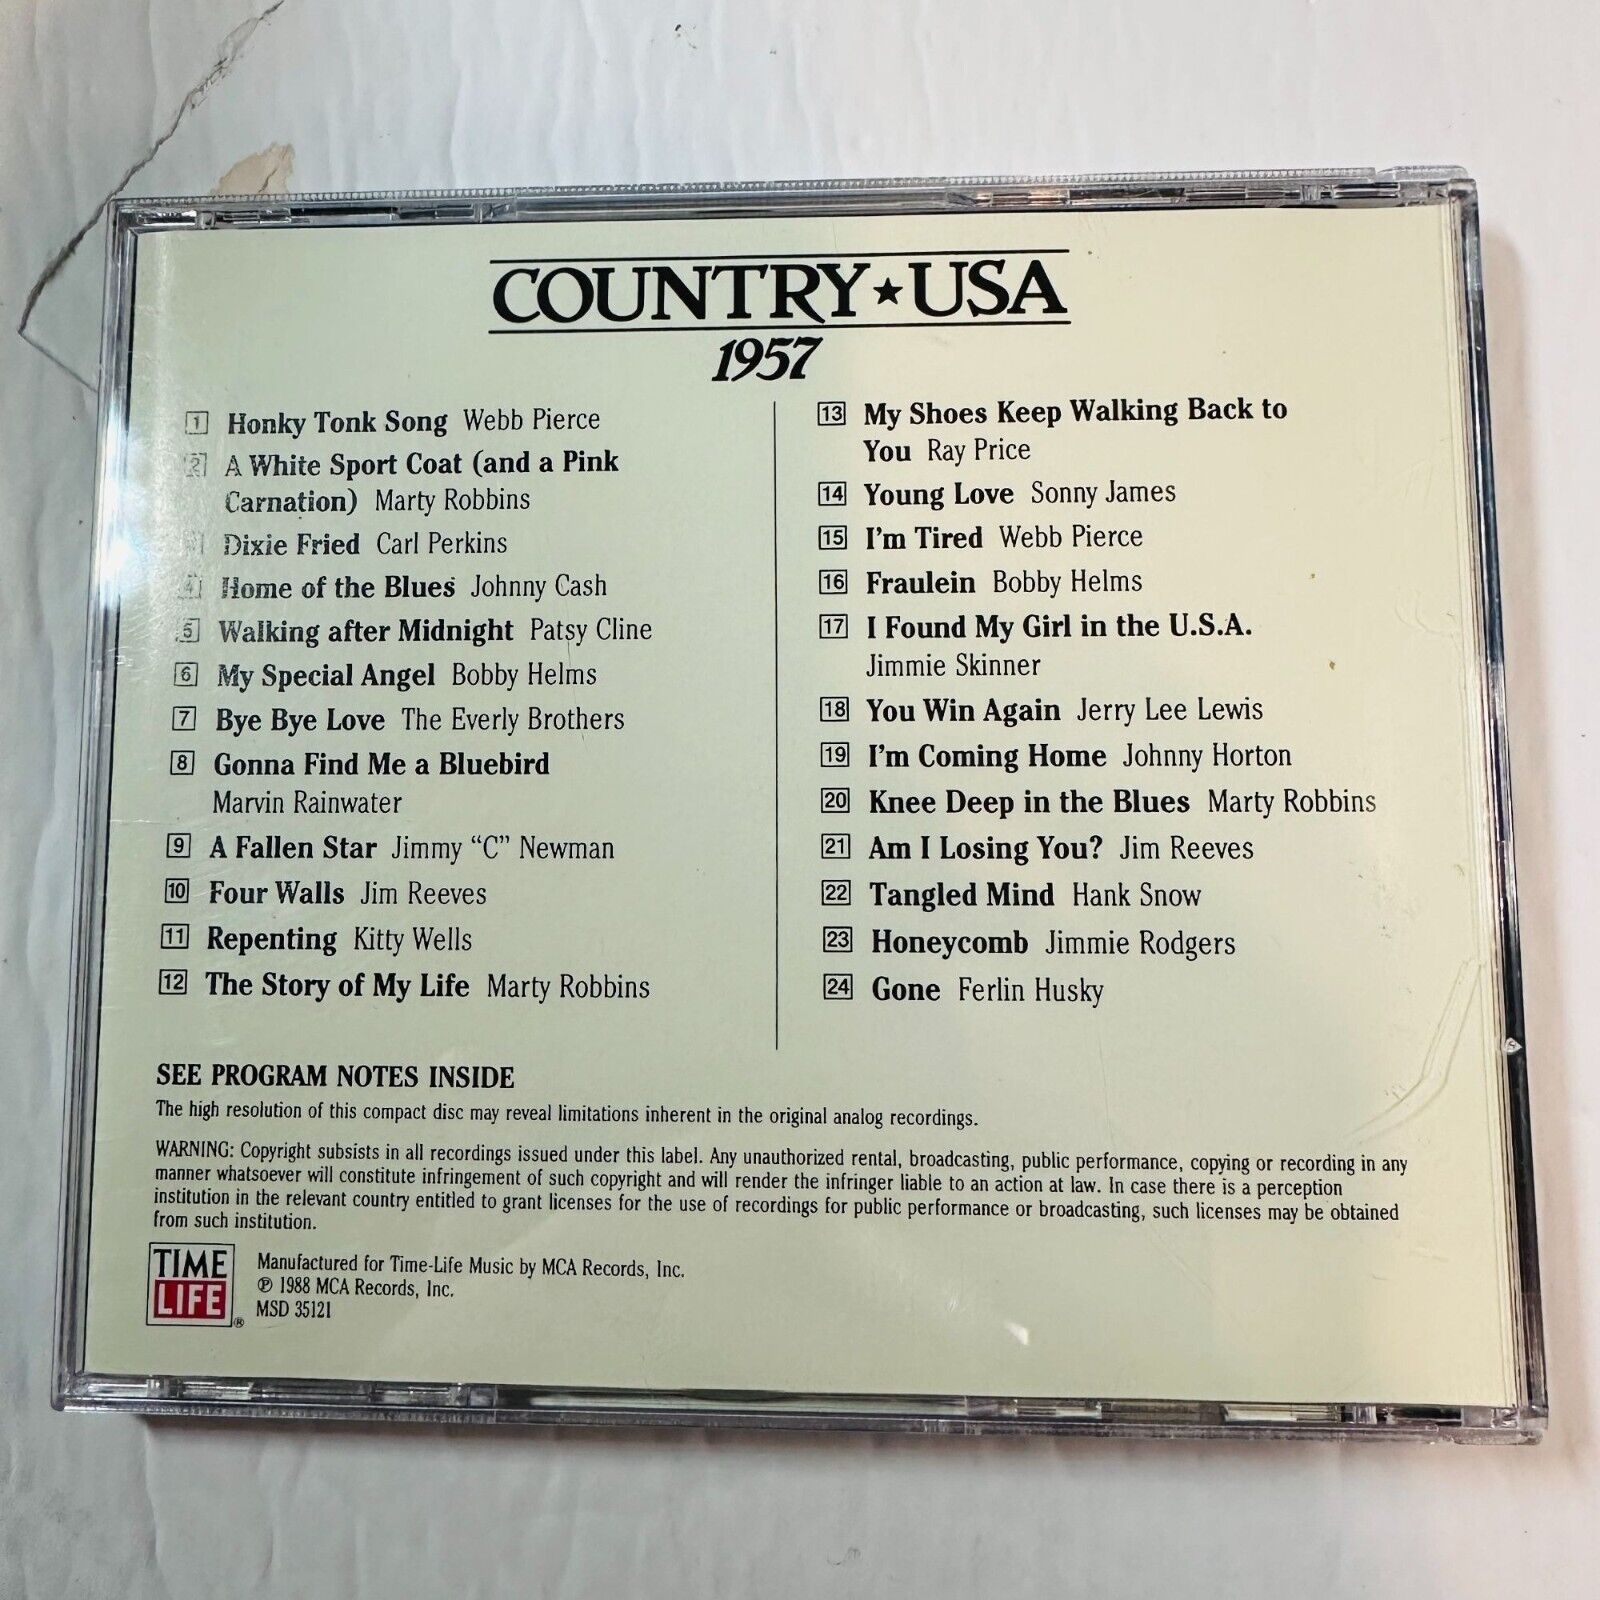 COUNTRY★USA
1957
1 Honky Tonk Song Webb Pierce
2 A White Sport Coat (and a Pink
Carnation) Marty Robbins
3 Dixie Fried Carl Perkins
4 Home of the Blues Johnny Cash
5 Walking after Midnight Patsy Cline
6 My Special Angel Bobby Helms
7 Bye Bye Love The Everly Brothers
8 Gonna Find Me a Bluebird
Marvin Rainwater
9 A Fallen Star Jimmy “C” Newman
10 Four Walls Jim Reeves
11 Repenting Kitty Wells
12 The Story of My Life Marty Robbins
13 My Shoes Keep Walking Back to
You Ray Price
14 Young Love Sonny James
15 I'm Tired Webb Pierce
16 Fraulein Bobby Helms
17 I Found My Girl in the U.S.A.
Jimmie Skinner
18 You Win Again Jerry Lee Lewis
19 I'm Coming Home Johnny Horton
20 Knee Deep in the Blues Marty Robbins
21 Am I Losing You? Jim Reeves
22 Tangled Mind Hank Snow
23 Honeycomb Jimmie Rodgers
24 Gone Ferlin Husky
SEE PROGRAM NOTES INSIDE
The high resolution of this compact disc may reveal limitations inherent in the original analog recordings.
WARNING: Copyright subsists in all recordings issued under this label. Any unauthorized rental, broadcasting, public performance, copying or recording in any
manner whatsoever will constitute infringement of such copyright and will render the infringer liable to an action at law. In case there is a perception
institution in the relevant country entitled to grant licenses for the use of recordings for public performance or broadcasting, such licenses may be obtained
from such institution.
TIME
LIFE ®
Manufactured for Time-Life Music by MCA Records, Inc.
℗ 1988 MCA Records, Inc.
MSD 35121